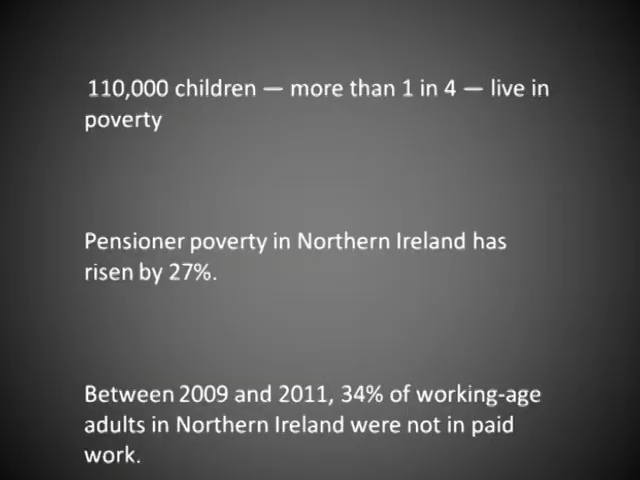 110,000 children — more than 1 in 4 — live in
poverty
Pensioner poverty in Northern Ireland has
risen by 27%.
Between 2009 and 2011, 34% of working-age
adults in Northern Ireland were not in paid
work.